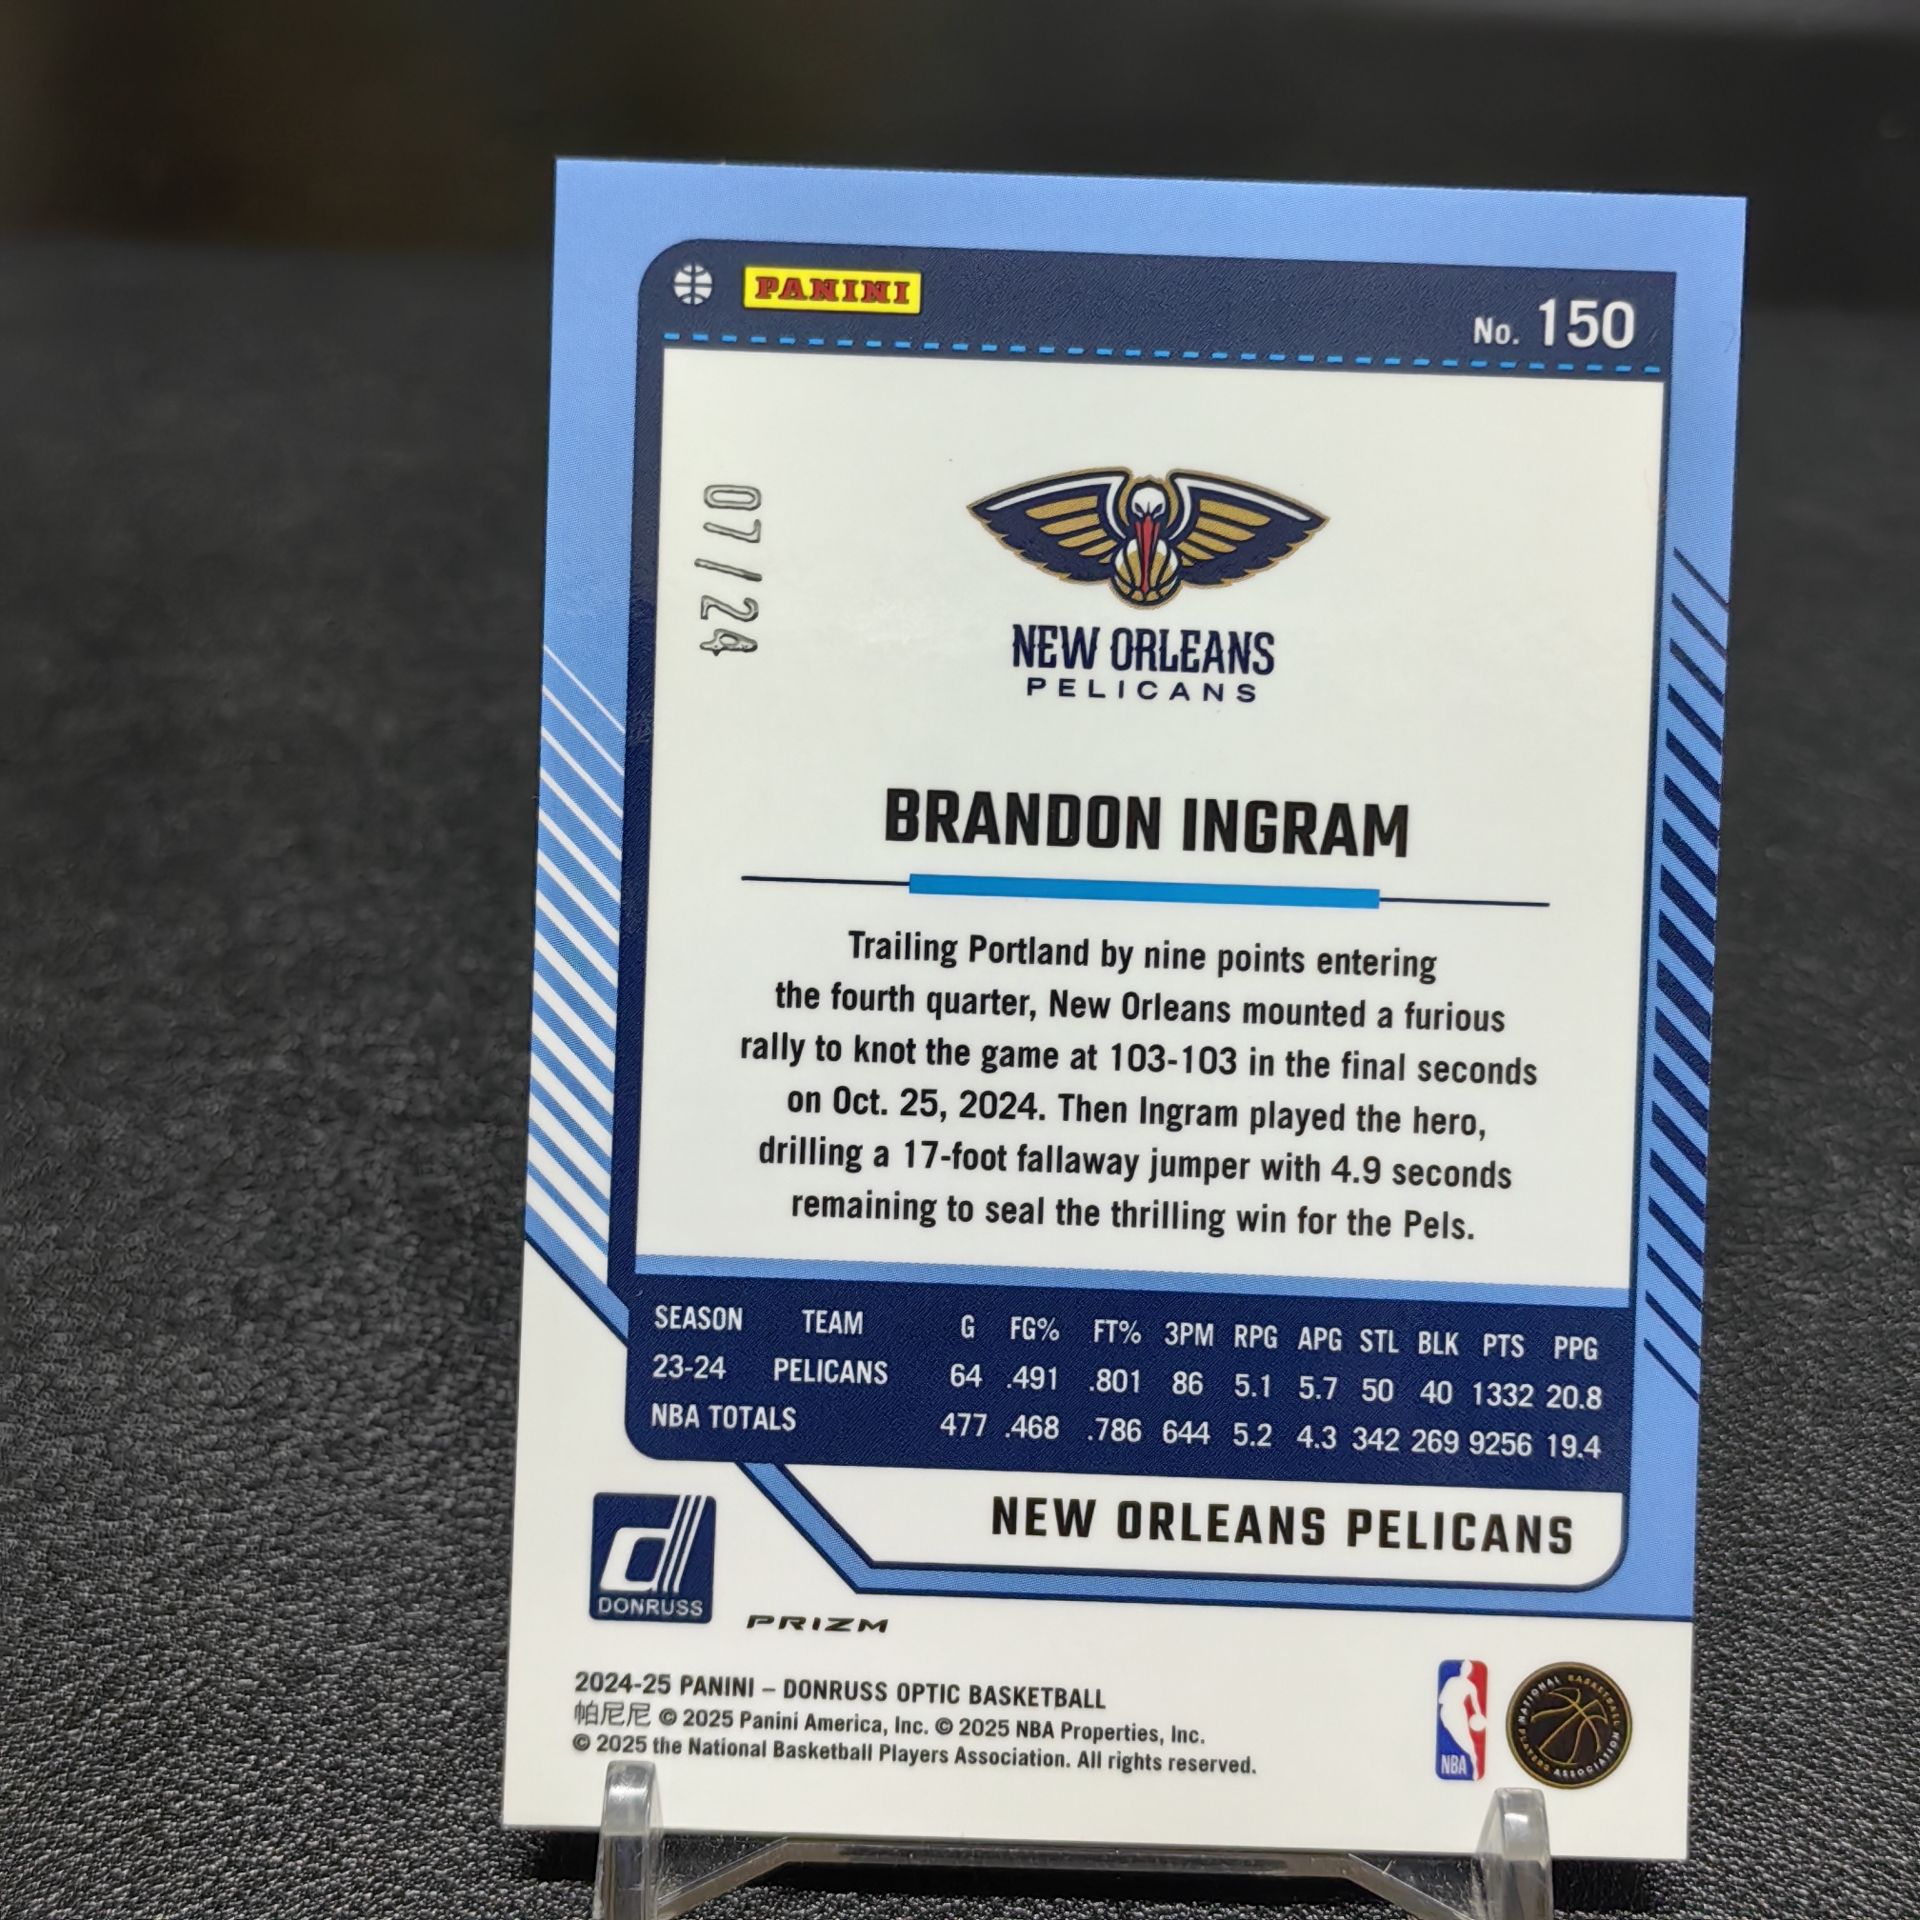 PANINI
No. 150
07/24
NEW ORLEANS
PELICANS
BRANDON INGRAM
Trailing Portland by nine points entering
the fourth quarter, New Orleans mounted a furious
rally to knot the game at 103-103 in the final seconds
on Oct. 25, 2024. Then Ingram played the hero,
drilling a 17-foot fallaway jumper with 4.9 seconds
remaining to seal the thrilling win for the Pels.
SEASON TEAM G FG% FT% 3PM RPG APG STL BLK PTS PPG
23-24 PELICANS 64 .491 .801 86 5.1 5.7 50 40 1332 20.8
NBA TOTALS 477 .468 .786 644 5.2 4.3 342 269 9256 19.4
NEW ORLEANS PELICANS
d
DONRUSS
PRIZM
2024-25 PANINI – DONRUSS OPTIC BASKETBALL
帕尼尼 © 2025 Panini America, Inc. © 2025 NBA Properties, Inc.
© 2025 the National Basketball Players Association. All rights reserved.
NBA
NATIONAL BASKETBALL PLAYERS ASSOCIATION